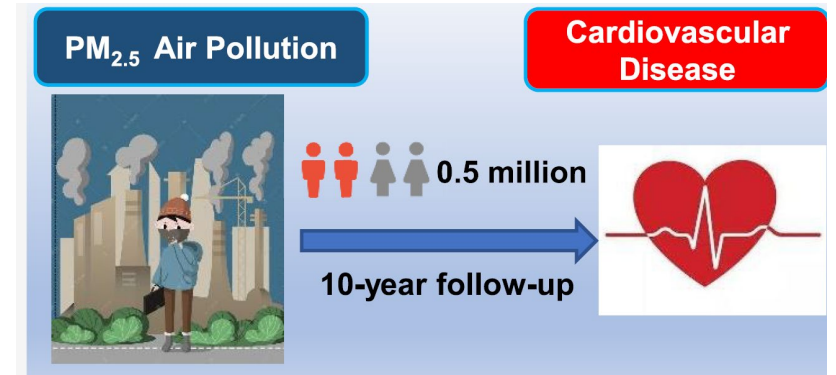 PM2.5 Air Pollution
Cardiovascular
Disease
0.5 million
10-year follow-up